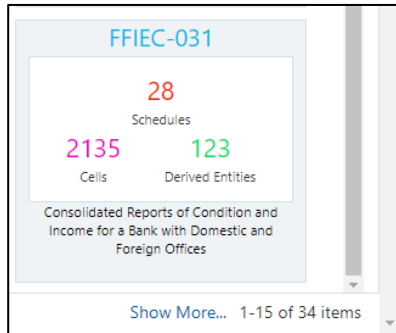 FFIEC-031
28
Schedules
2135 123
Cells Derived Entities
Consolidated Reports of Condition and
Income for a Bank with Domestic and
Foreign Offices
Show More... 1-15 of 34 items